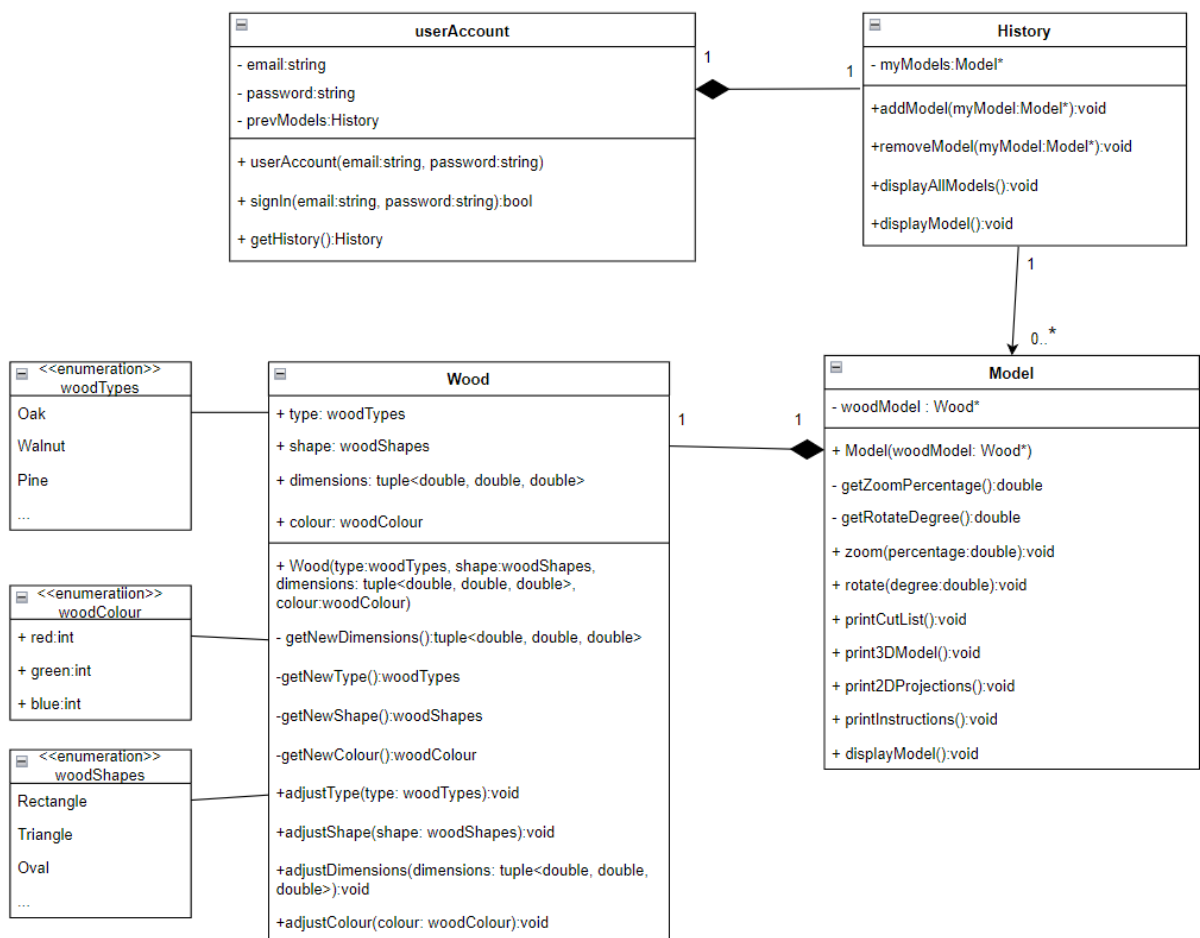 userAccount
- email:string
- password:string
- prevModels:History
+ userAccount(email:string, password:string)
+ signIn(email:string, password:string):bool
+ getHistory():History
1
1
History
- myModels:Model*
+addModel(myModel:Model*):void
+removeModel(myModel:Model*):void
+displayAllModels():void
+displayModel():void
1
0..*
<<enumeration>>
woodTypes
Oak
Walnut
Pine
...
<<enumeratiion>>
woodColour
+ red:int
+ green:int
+ blue:int
<<enumeration>>
woodShapes
Rectangle
Triangle
Oval
...
Wood
+ type: woodTypes
+ shape: woodShapes
+ dimensions: tuple<double, double, double>
+ colour: woodColour
+ Wood(type:woodTypes, shape:woodShapes,
dimensions: tuple<double, double, double>,
colour:woodColour)
- getNewDimensions():tuple<double, double, double>
-getNewType():woodTypes
-getNewShape():woodShapes
-getNewColour():woodColour
+adjustType(type: woodTypes):void
+adjustShape(shape: woodShapes):void
+adjustDimensions(dimensions: tuple<double, double,
double>):void
+adjustColour(colour: woodColour):void
1
1
Model
- woodModel : Wood*
+ Model(woodModel: Wood*)
- getZoomPercentage():double
- getRotateDegree():double
+ zoom(percentage:double):void
+ rotate(degree:double):void
+ printCutList():void
+ print3DModel():void
+ print2DProjections():void
+ printInstructions():void
+ displayModel():void